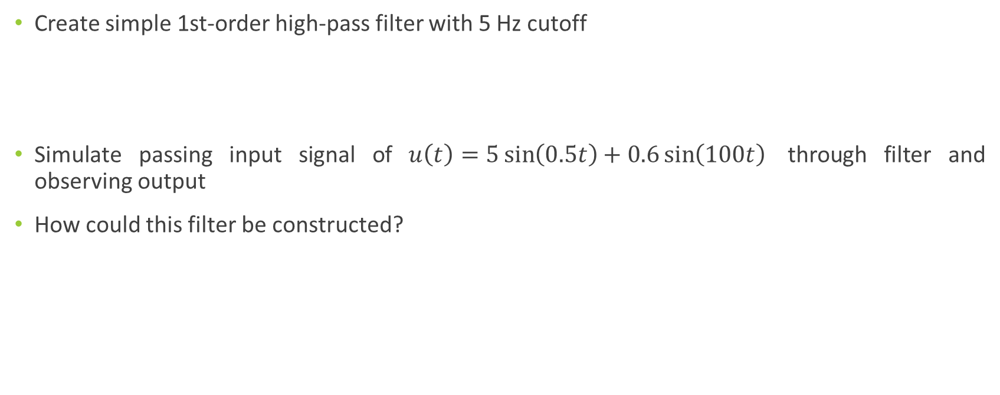 • Create simple 1st-order high-pass filter with 5 Hz cutoff
• Simulate passing input signal of u(t) = 5 sin(0.5t) + 0.6 sin(100t) through filter and
observing output
• How could this filter be constructed?